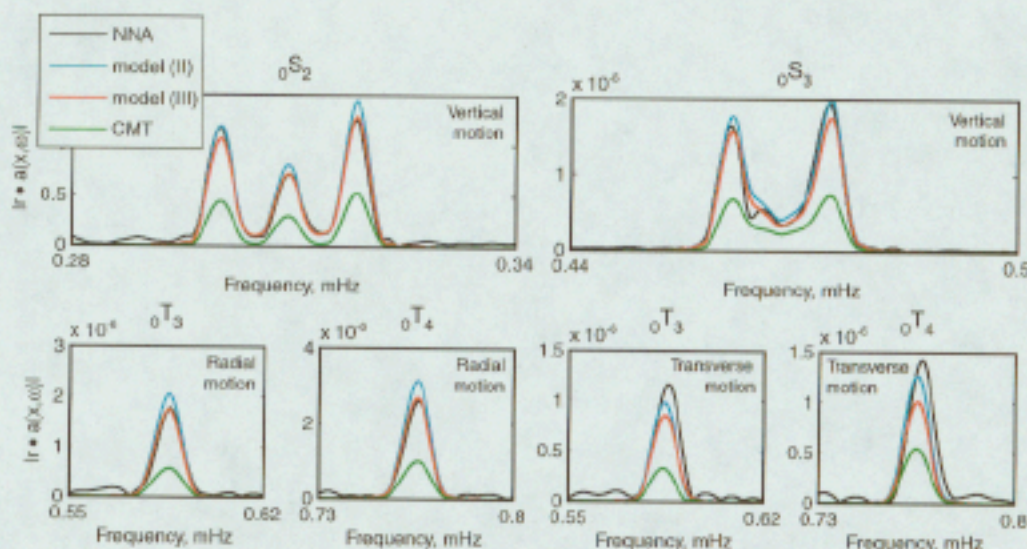 NNA
model (II)
model (III)
CMT
0S2
Vertical
motion
0.5
0
0.28
0.34
Frequency, mHz
|r • a(x,ω)|
0S3
x 10-6
Vertical
motion
2
1
0
0.44
0.5
Frequency, mHz
0T3
x 10-6
Radial
motion
3
2
1
0
0.55
0.62
Frequency, mHz
|r • a(x,ω)|
0T4
x 10-6
Radial
motion
4
2
0
0.73
0.8
Frequency, mHz
0T3
x 10-6
Transverse
motion
1.5
1
0.5
0
0.55
0.62
Frequency, mHz
0T4
x 10-6
Transverse
motion
1.5
1
0.5
0
0.73
0.8
Frequency, mHz